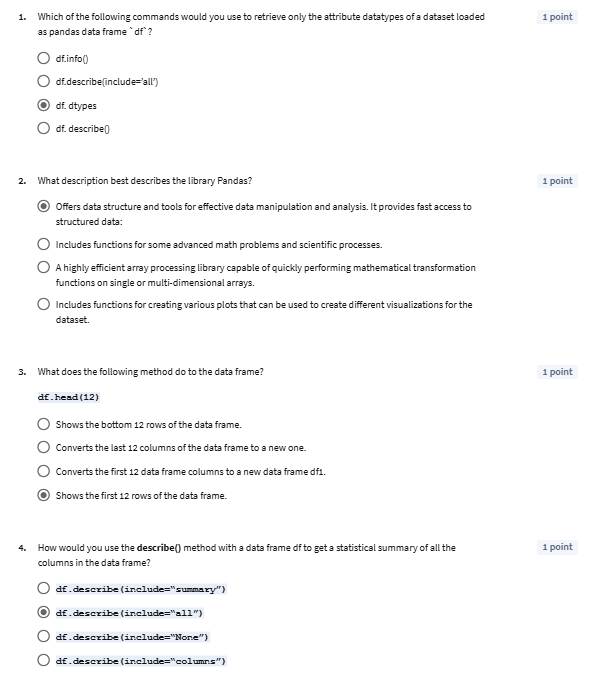 1. Which of the following commands would you use to retrieve only the attribute datatypes of a dataset loaded 1 point
as pandas data frame `df`?
df.info()
df.describe(include='all')
df. dtypes
df. describe()
2. What description best describes the library Pandas? 1 point
Offers data structure and tools for effective data manipulation and analysis. It provides fast access to
structured data:
Includes functions for some advanced math problems and scientific processes.
A highly efficient array processing library capable of quickly performing mathematical transformation
functions on single or multi-dimensional arrays.
Includes functions for creating various plots that can be used to create different visualizations for the
dataset.
3. What does the following method do to the data frame? 1 point
df.head(12)
Shows the bottom 12 rows of the data frame.
Converts the last 12 columns of the data frame to a new one.
Converts the first 12 data frame columns to a new data frame df1.
Shows the first 12 rows of the data frame.
4. How would you use the describe() method with a data frame df to get a statistical summary of all the 1 point
columns in the data frame?
df.describe(include="summary")
df.describe(include="all")
df.describe(include="None")
df.describe(include="columns")